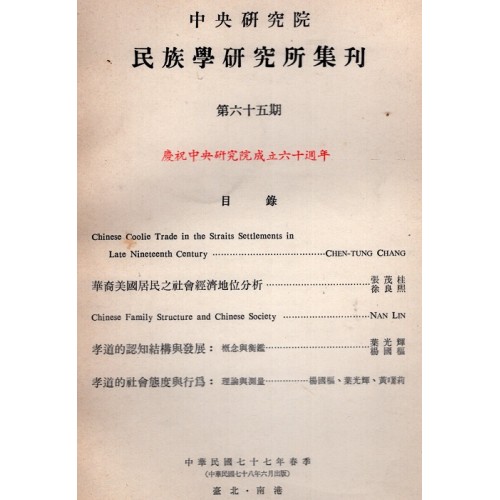 中央研究院
民族學研究所集刊
第六十五期
慶祝中央研究院成立六十週年
目錄
Chinese Coolie Trade in the Straits Settlements in
Late Nineteenth Century ································ CHEN-TUNG CHANG
華裔美國居民之社會經濟地位分析 ································ 張茂桂
徐良熙
Chinese Family Structure and Chinese Society ···················· NAN LIN
孝道的認知結構與發展：概念與衡鑑 ································ 葉光輝
楊國樞
孝道的社會態度與行為：理論與測量 ············ 楊國樞、葉光輝、黃曬莉
中華民國七十七年春季
（中華民國七十八年六月出版）
臺北·南港